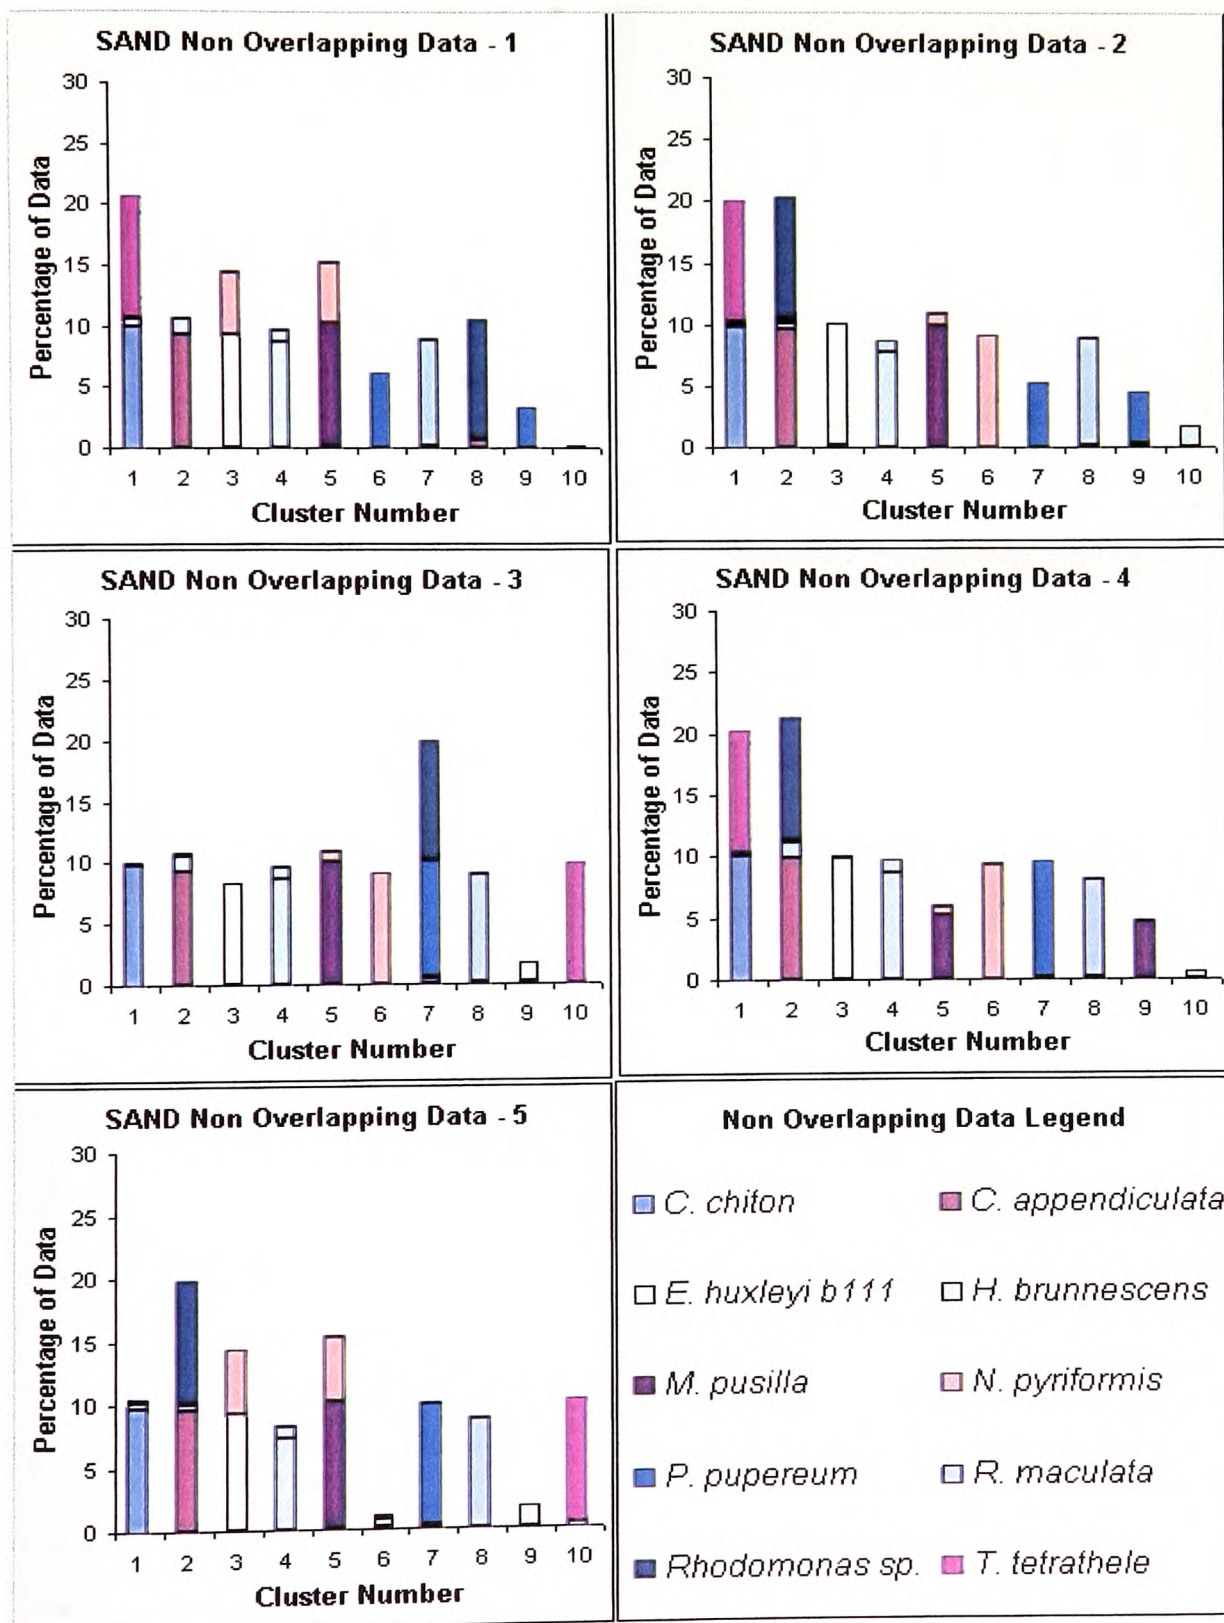 SAND Non Overlapping Data - 1
30
25
20
15
10
5
0
Percentage of Data
1 2 3 4 5 6 7 8 9 10
Cluster Number
SAND Non Overlapping Data - 2
30
25
20
15
10
5
0
Percentage of Data
1 2 3 4 5 6 7 8 9 10
Cluster Number
SAND Non Overlapping Data - 3
30
25
20
15
10
5
0
Percentage of Data
1 2 3 4 5 6 7 8 9 10
Cluster Number
SAND Non Overlapping Data - 4
30
25
20
15
10
5
0
Percentage of Data
1 2 3 4 5 6 7 8 9 10
Cluster Number
SAND Non Overlapping Data - 5
30
25
20
15
10
5
0
Percentage of Data
1 2 3 4 5 6 7 8 9 10
Cluster Number
Non Overlapping Data Legend
C. chiton C. appendiculata
E. huxleyi b111 H. brunnescens
M. pusilla N. pyriformis
P. pupereum R. maculata
Rhodomonas sp. T. tetrathele